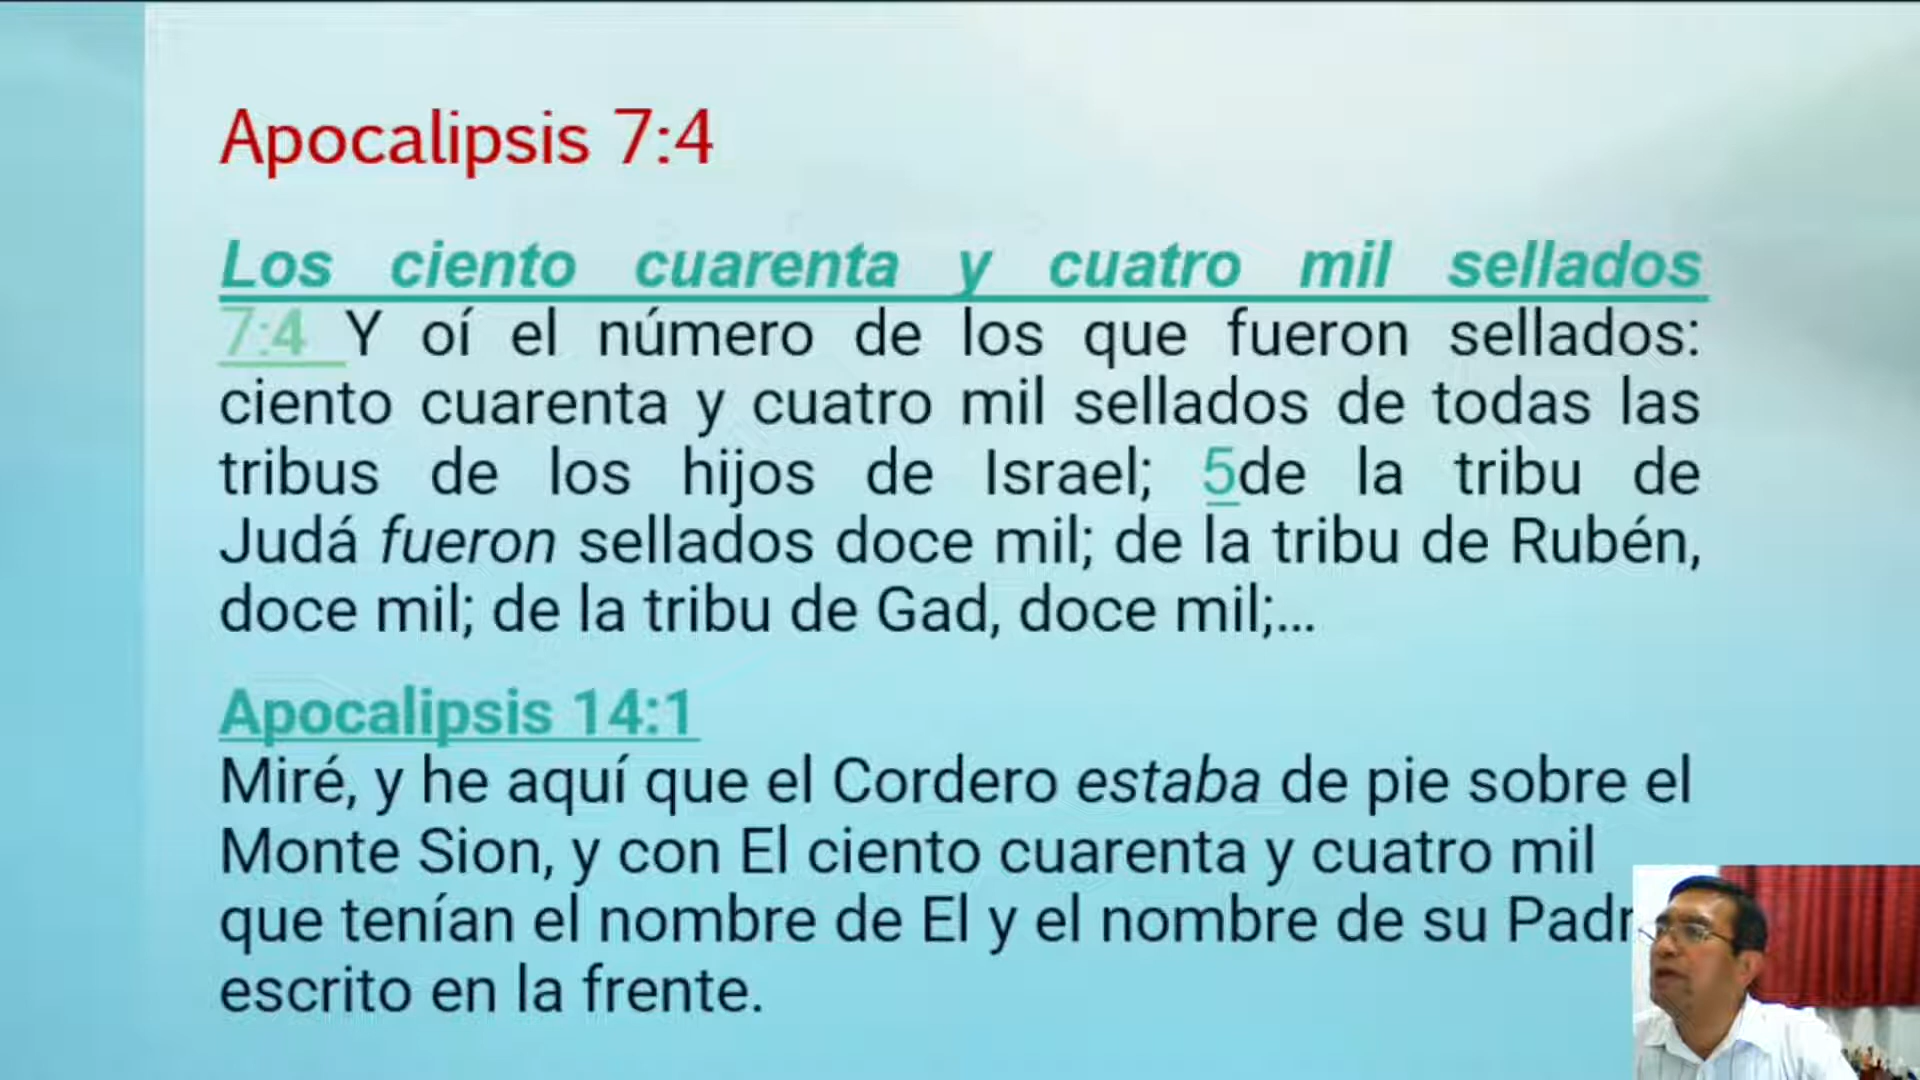 Apocalipsis 7:4
Los ciento cuarenta y cuatro mil sellados
7:4 Y oí el número de los que fueron sellados:
ciento cuarenta y cuatro mil sellados de todas las
tribus de los hijos de Israel; 5de la tribu de
Judá fueron sellados doce mil; de la tribu de Rubén,
doce mil; de la tribu de Gad, doce mil;...
Apocalipsis 14:1
Miré, y he aquí que el Cordero estaba de pie sobre el
Monte Sion, y con El ciento cuarenta y cuatro mil
que tenían el nombre de El y el nombre de su Padr
escrito en la frente.